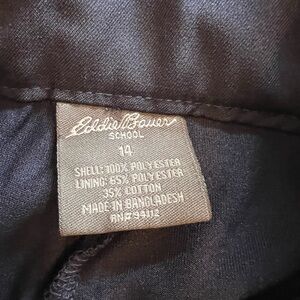 Eddie Bauer
SCHOOL
14
SHELL: 100% POLYESTER
LINING: 65% POLYESTER
35% COTTON
MADE IN BANGLADESH
RN# 94112